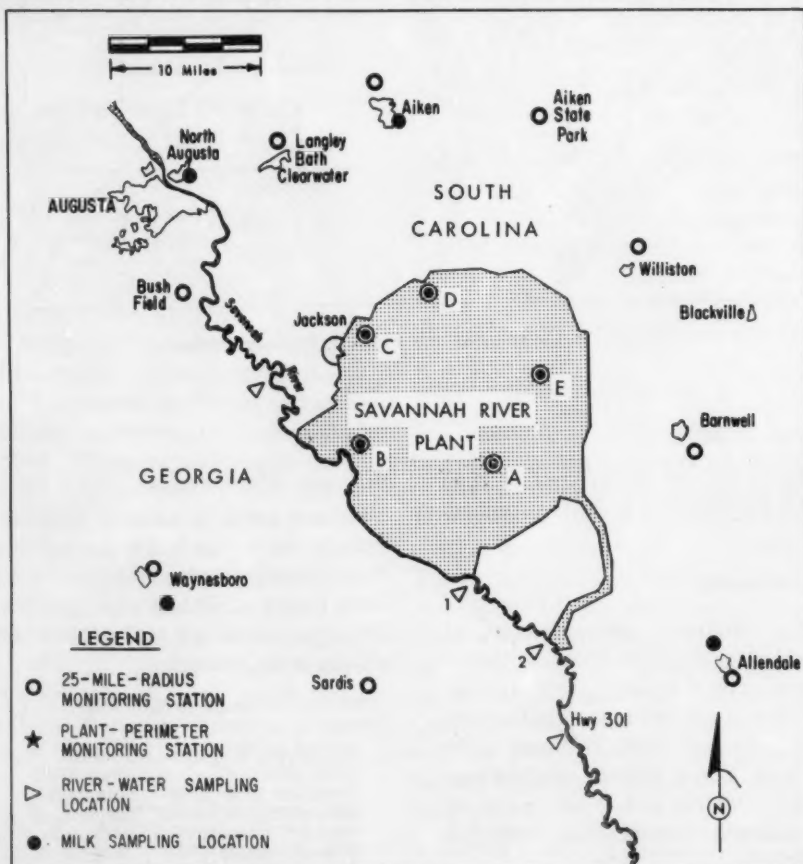 10 Miles
Aiken
Aiken
State
Park
North
Augusta
Langley
Bath
Clearwater
AUGUSTA
SOUTH
CAROLINA
Williston
Bush
Field
Savannah
River
Jackson
D
C
Blackville
E
SAVANNAH RIVER
PLANT
Barnwell
B
A
GEORGIA
Waynesboro
1
2
LEGEND
25-MILE-RADIUS
MONITORING STATION
PLANT-PERIMETER
MONITORING STATION
RIVER-WATER SAMPLING
LOCATION
MILK SAMPLING LOCATION
Sardis
Allendale
Hwy 301
N